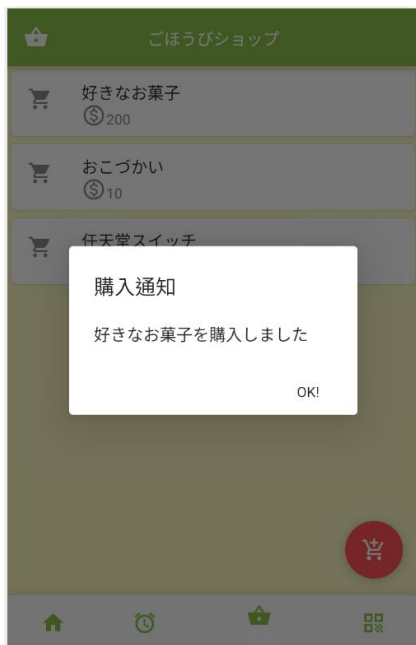 ごほうびショップ
好きなお菓子
200
おこづかい
10
任天堂スイッチ
購入通知
好きなお菓子を購入しました
OK!